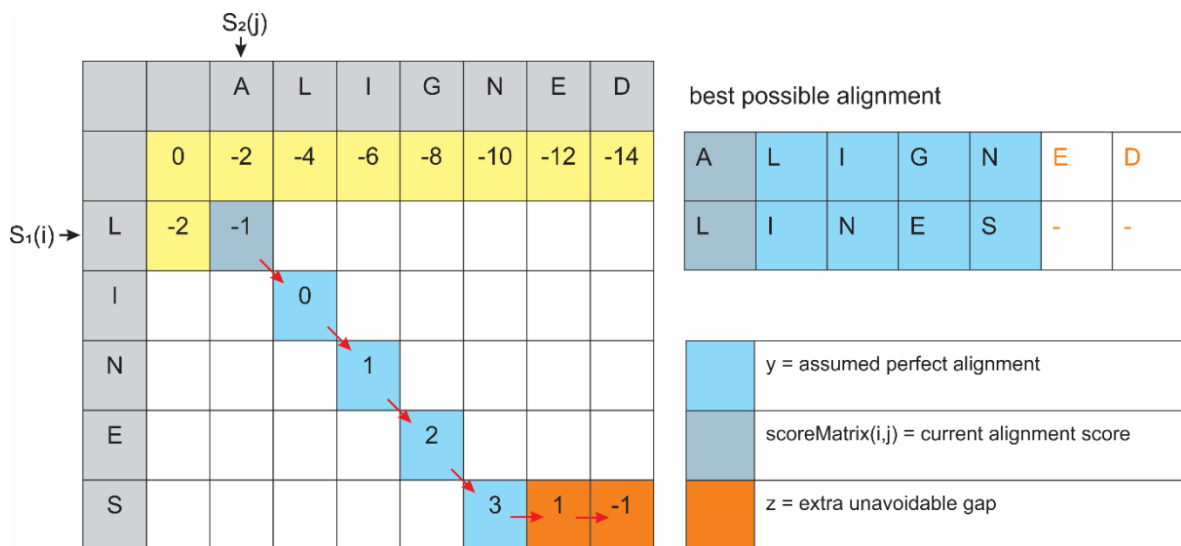 S₂(j)
A L I G N E D
0 -2 -4 -6 -8 -10 -12 -14
S₁(i) L -2 -1
I 0
N 1
E 2
S 3 1 -1
best possible alignment
A L I G N E D
L I N E S - -
y = assumed perfect alignment
scoreMatrix(i,j) = current alignment score
z = extra unavoidable gap